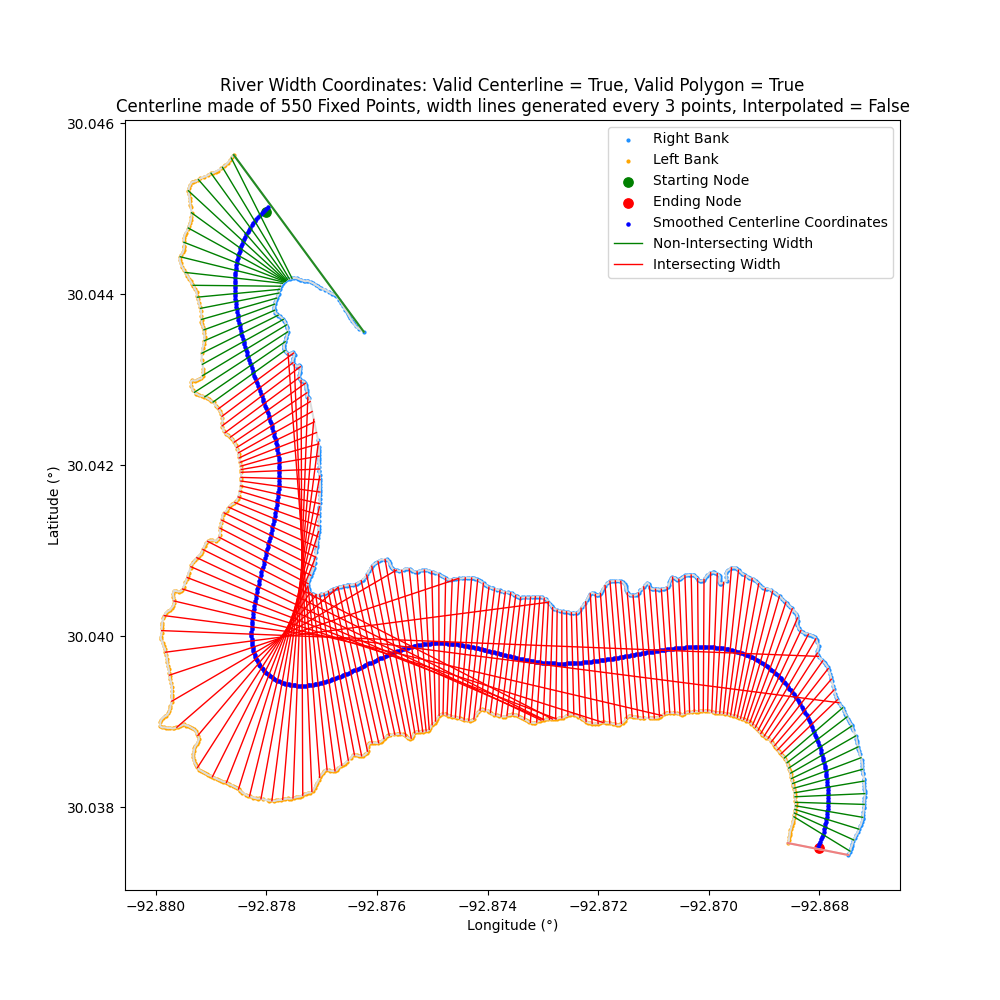 River Width Coordinates: Valid Centerline = True, Valid Polygon = True
Centerline made of 550 Fixed Points, width lines generated every 3 points, Interpolated = False
Right Bank
Left Bank
Starting Node
Ending Node
Smoothed Centerline Coordinates
Non-Intersecting Width
Intersecting Width
30.046
30.044
30.042
30.040
30.038
Latitude (°)
−92.880
−92.878
−92.876
−92.874
−92.872
−92.870
−92.868
Longitude (°)